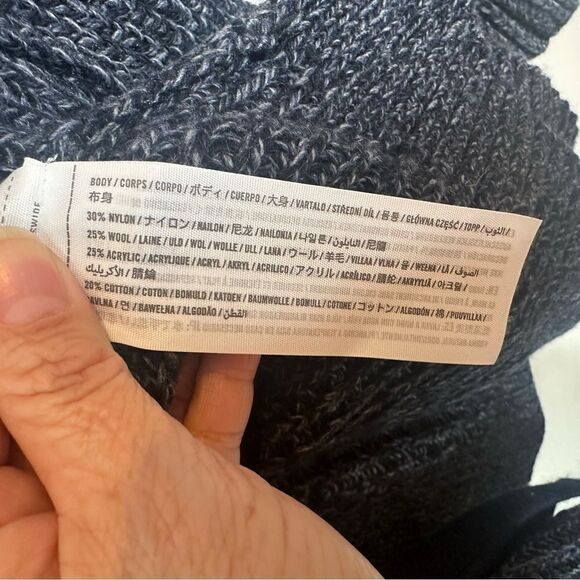 BODY / CORPS / CORPO / ボディ / CUERPO / 大身 / VARTALO / STŘEDNÍ DÍL / 몸통 / GŁÓWNA CZĘŚĆ / TOPP / الثوب /
布身
30% NYLON / ナイロン / NAILON / 尼龙 / NAILONIA / 나일론 / النايلون / 尼龍
25% WOOL / LAINE / ULD / WOL / WOLLE / ULL / LANA / ウール / 羊毛 / VILLAA / VLNA / 울 / WEŁNA / LÃ / الصوف /
25% ACRYLIC / ACRYLIQUE / ACRYL / AKRYL / ACRILICO / アクリル / ACRÍLICO / 腈纶 / AKRYYLIÄ / 아크릴 /
الأكريليك / 腈綸
20% COTTON / COTON / BOMULD / KATOEN / BAUMWOLLE / BOMULL / COTONE / コットン / ALGODÓN / 棉 / PUUVILLAA /
BAVLNA / 면 / BAWEŁNA / ALGODÃO / القطن
SWIDE